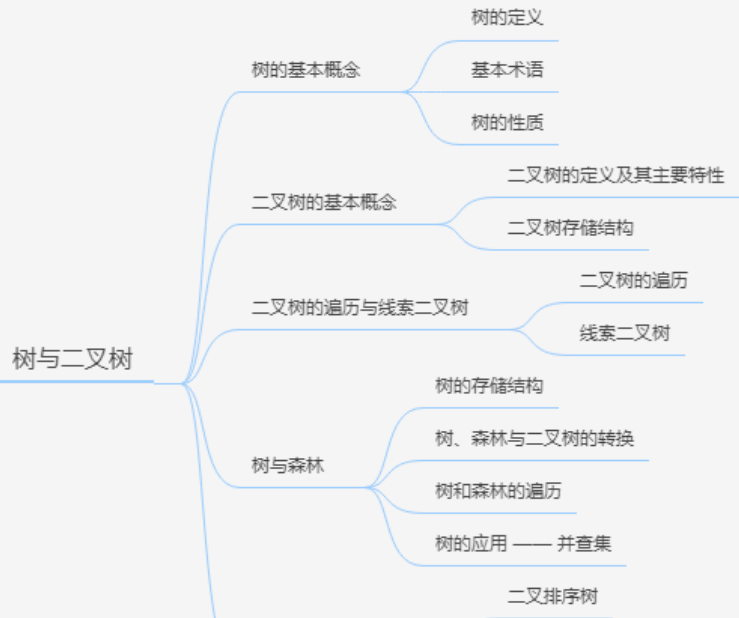 树与二叉树
树的基本概念
树的定义
基本术语
树的性质
二叉树的基本概念
二叉树的定义及其主要特性
二叉树存储结构
二叉树的遍历与线索二叉树
二叉树的遍历
线索二叉树
树与森林
树的存储结构
树、森林与二叉树的转换
树和森林的遍历
树的应用 —— 并查集
二叉排序树